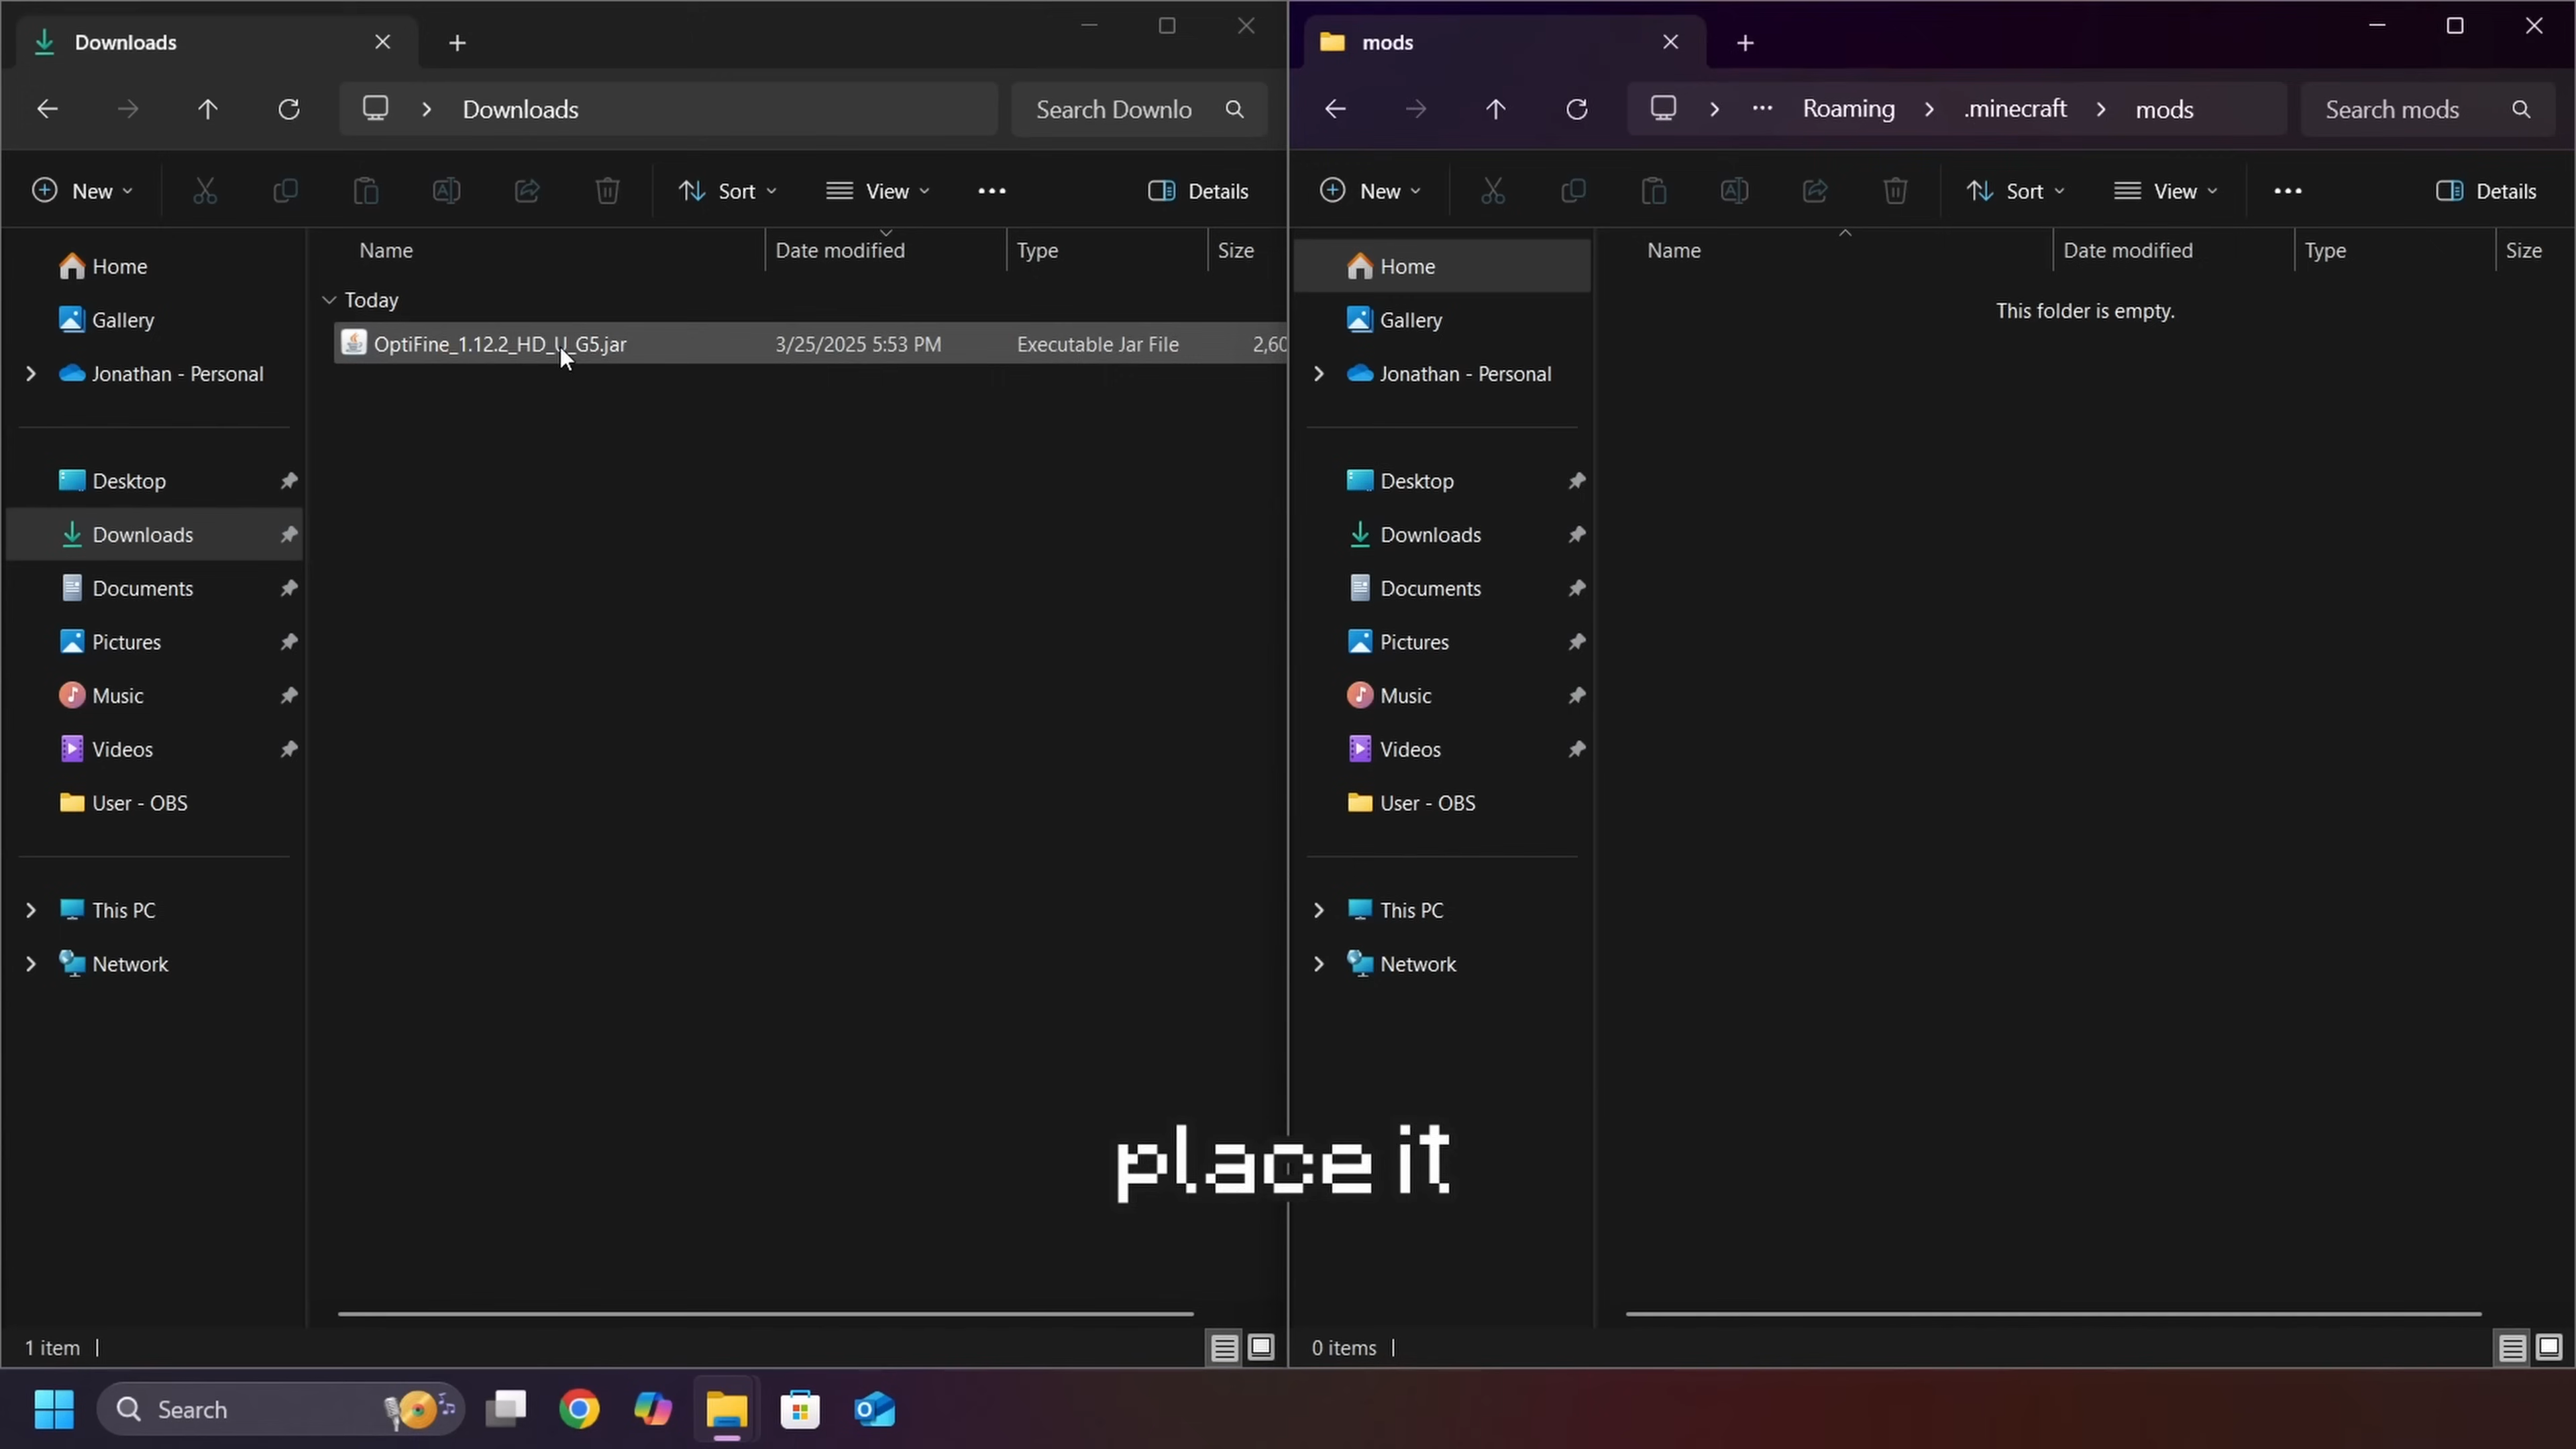 Downloads
Downloads
Search Downlo
New
Sort
View
Details
Name
Date modified
Type
Size
Today
OptiFine_1.12.2_HD_U_G5.jar
3/25/2025 5:53 PM
Executable Jar File
2,60
Home
Gallery
Jonathan - Personal
Desktop
Downloads
Documents
Pictures
Music
Videos
User - OBS
This PC
Network
1 item
mods
Roaming
.minecraft
mods
Search mods
New
Sort
View
Details
Name
Date modified
Type
Size
This folder is empty.
Home
Gallery
Jonathan - Personal
Desktop
Downloads
Documents
Pictures
Music
Videos
User - OBS
This PC
Network
0 items
place it
Search